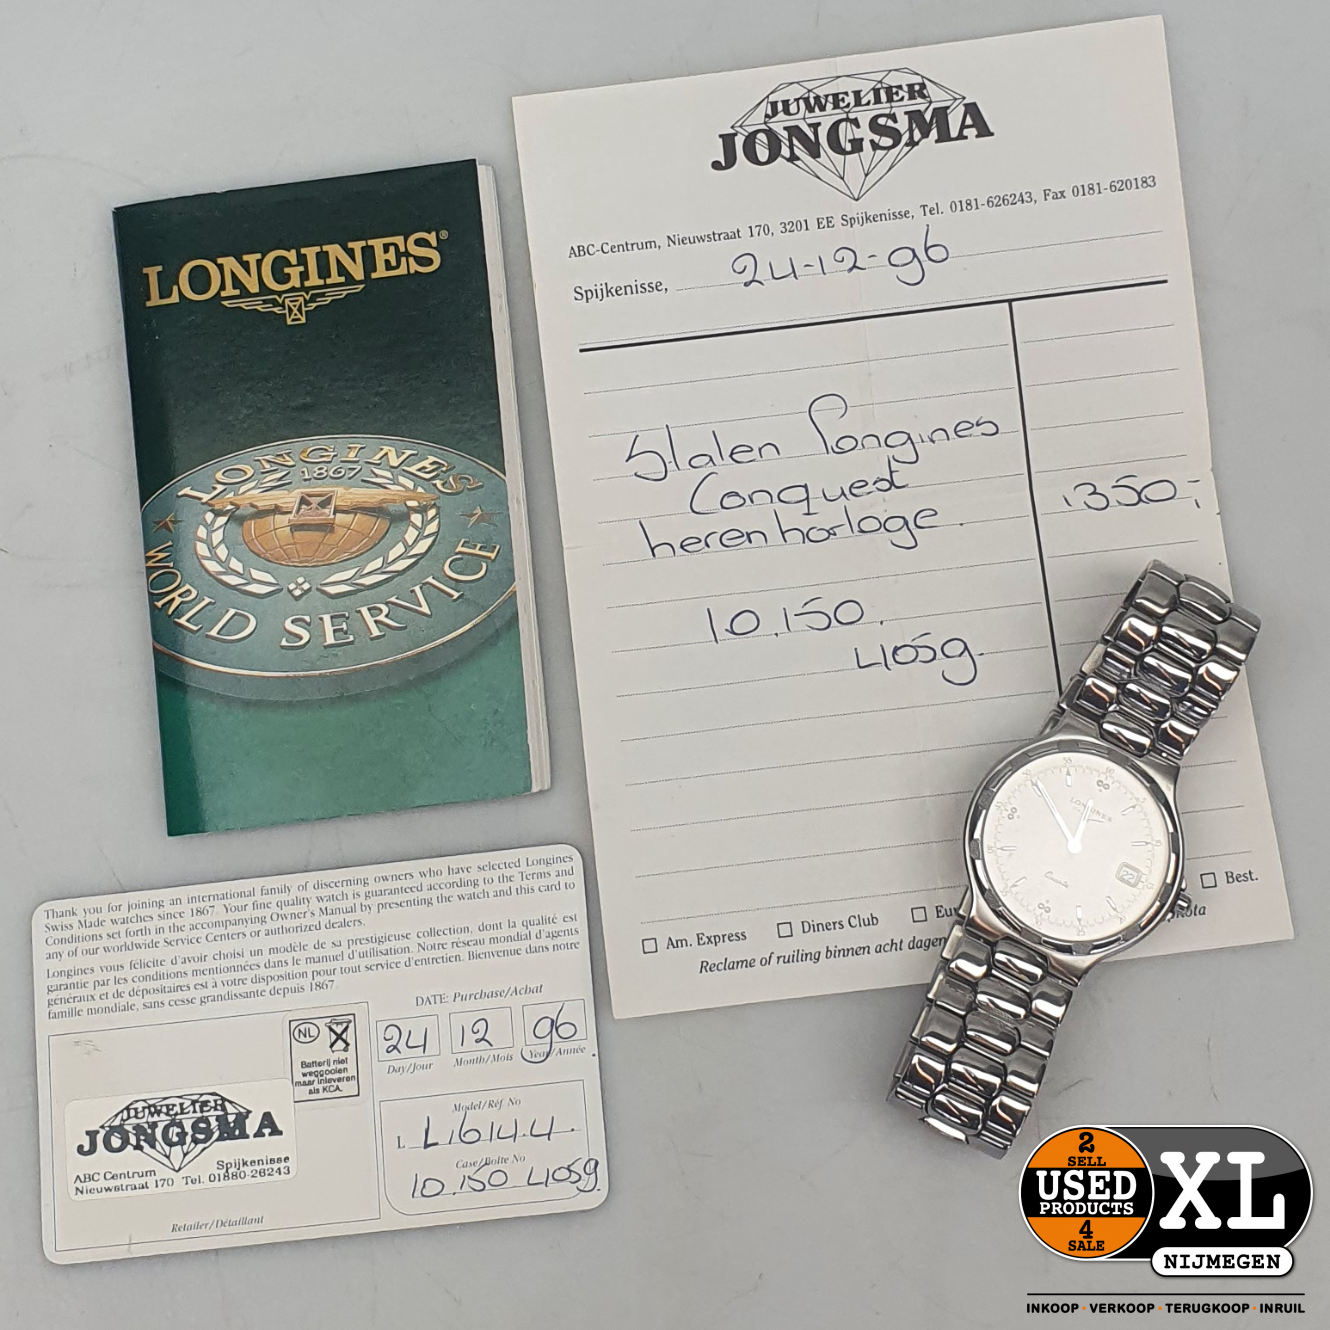 LONGINES®
LONGINES
1867
WORLD SERVICE
JUWELIER
JONGSMA
ABC-Centrum, Nieuwstraat 170, 3201 EE Spijkenisse, Tel. 0181-626243, Fax 0181-620183
Spijkenisse, 24-12-96
Stalen Longines
Conquest
herenhorloge.
1350,-
10.150.
4059.
Am. Express
Diners Club
Best.
Reclame of ruiling binnen acht dagen
LONGINES
22
Thank you for joining an international family of discerning owners who have selected Longines
Swiss Made watches since 1867. Your fine quality watch is guaranteed according to the Terms and
Conditions set forth in the accompanying Owner's Manual by presenting the watch and this card to
any of our worldwide Service Centers or authorized dealers.
Longines vous félicite d'avoir choisi un modèle de sa prestigieuse collection, dont la qualité est
garantie par les conditions mentionnées dans le manuel d'utilisation. Notre réseau mondial d'agents
généraux et de dépositaires est à votre disposition pour tout service d'entretien. Bienvenue dans notre
famille mondiale, sans cesse grandissante depuis 1867.
DATE: Purchase/Achat
24 12 96
Day/Jour Month/Mois Year/Année
NL
Batterij niet
weggooien
maar inleveren
als KCA.
Model/Réf. No
L L1614.4.
Case/Boîte No
10.150 4059
JUWELIER
JONGSMA
ABC Centrum Spijkenisse
Nieuwstraat 170 Tel. 01880-26243
Retailer/Détaillant
2
SELL
USED
PRODUCTS
4
SALE
XL
NIJMEGEN
INKOOP · VERKOOP · TERUGKOOP · INRUIL